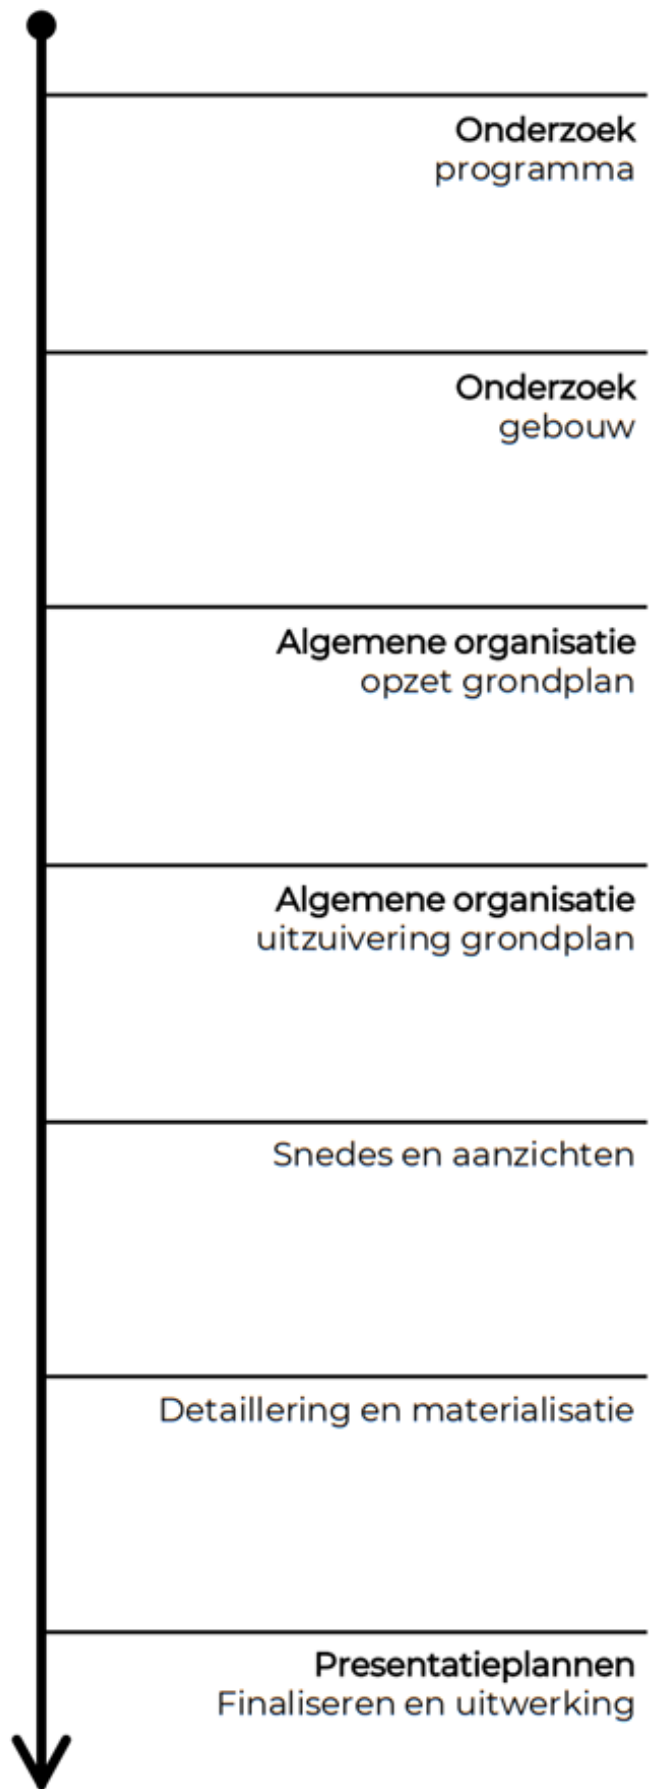 Onderzoek
programma
Onderzoek
gebouw
Algemene organisatie
opzet grondplan
Algemene organisatie
uitzuivering grondplan
Snedes en aanzichten
Detaillering en materialisatie
Presentatieplannen
Finaliseren en uitwerking